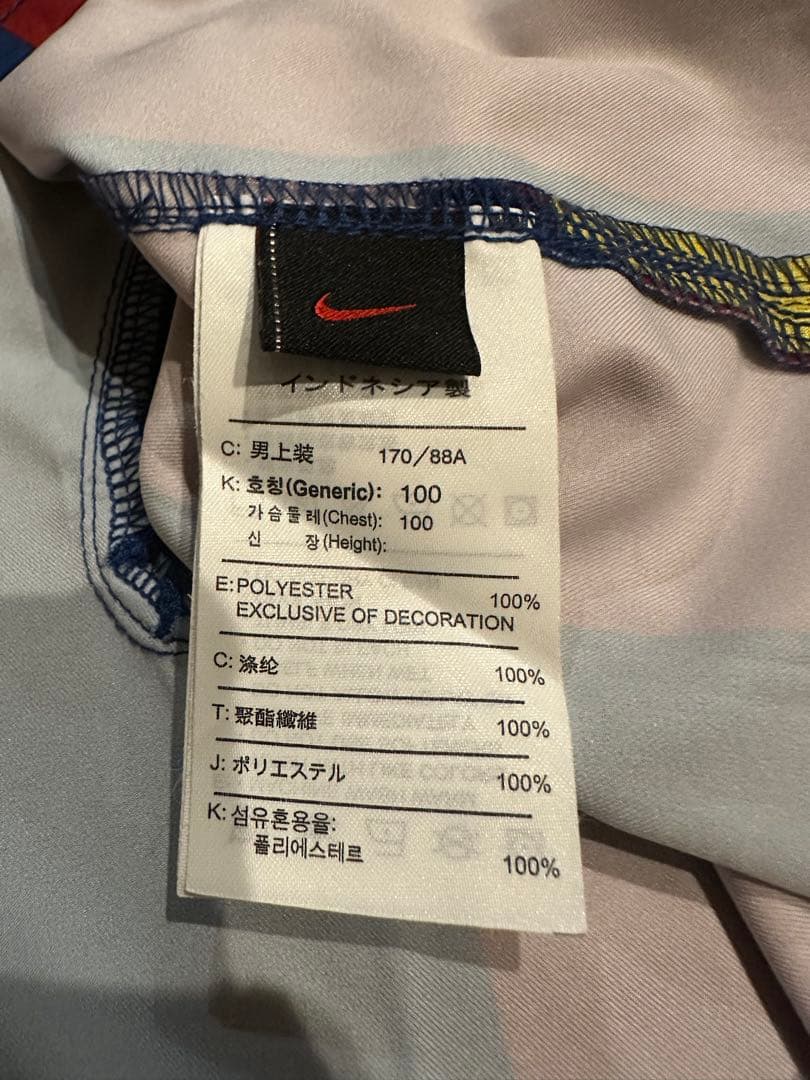 インドネシア製
C: 男上装 170/88A
K: 호칭(Generic): 100
가슴둘레(Chest): 100
신 장(Height):
E:POLYESTER 100%
EXCLUSIVE OF DECORATION
C: 涤纶 100%
T: 聚酯纖維 100%
J: ポリエステル 100%
K: 섬유혼용율:
폴리에스테르 100%